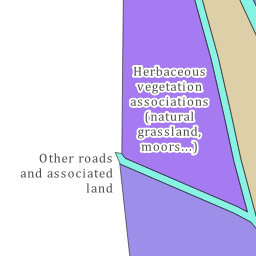 Herbaceous
vegetation
associations
(natural
grassland,
moors...)
Other roads
and associated
land